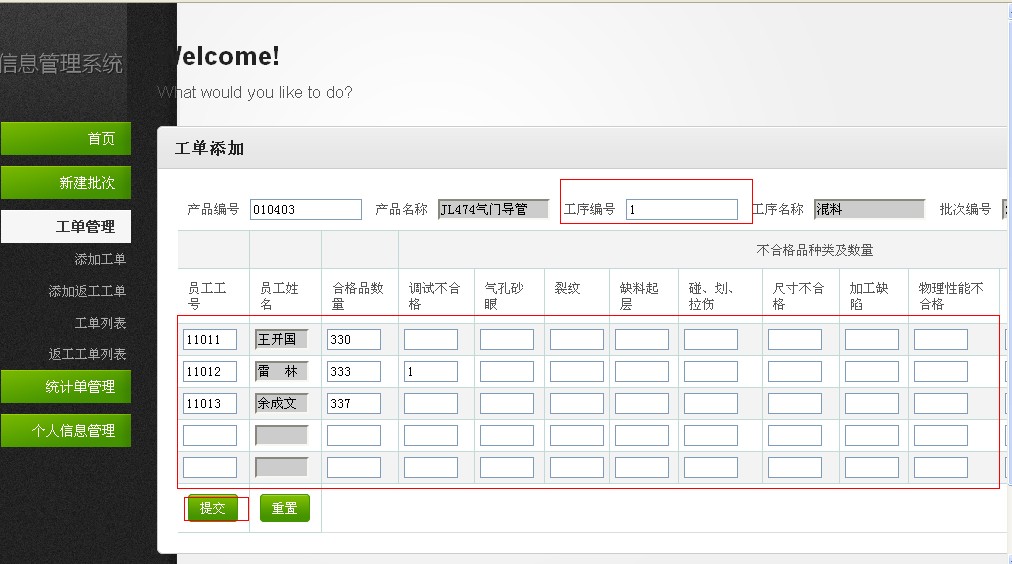 信息管理系统
Welcome!
What would you like to do?
首页
新建批次
工单管理
添加工单
添加返工工单
工单列表
返工工单列表
统计单管理
个人信息管理
工单添加
产品编号 010403 产品名称 JL474气门导管 工序编号 1 工序名称 混料 批次编号
不合格品种类及数量
员工工号 员工姓名 合格品数量 调试不合格 气孔砂眼 裂纹 缺料起层 碰、划、拉伤 尺寸不合格 加工缺陷 物理性能不合格
11011 王开国 330
11012 雷 林 333 1
11013 余成文 337
提交 重置